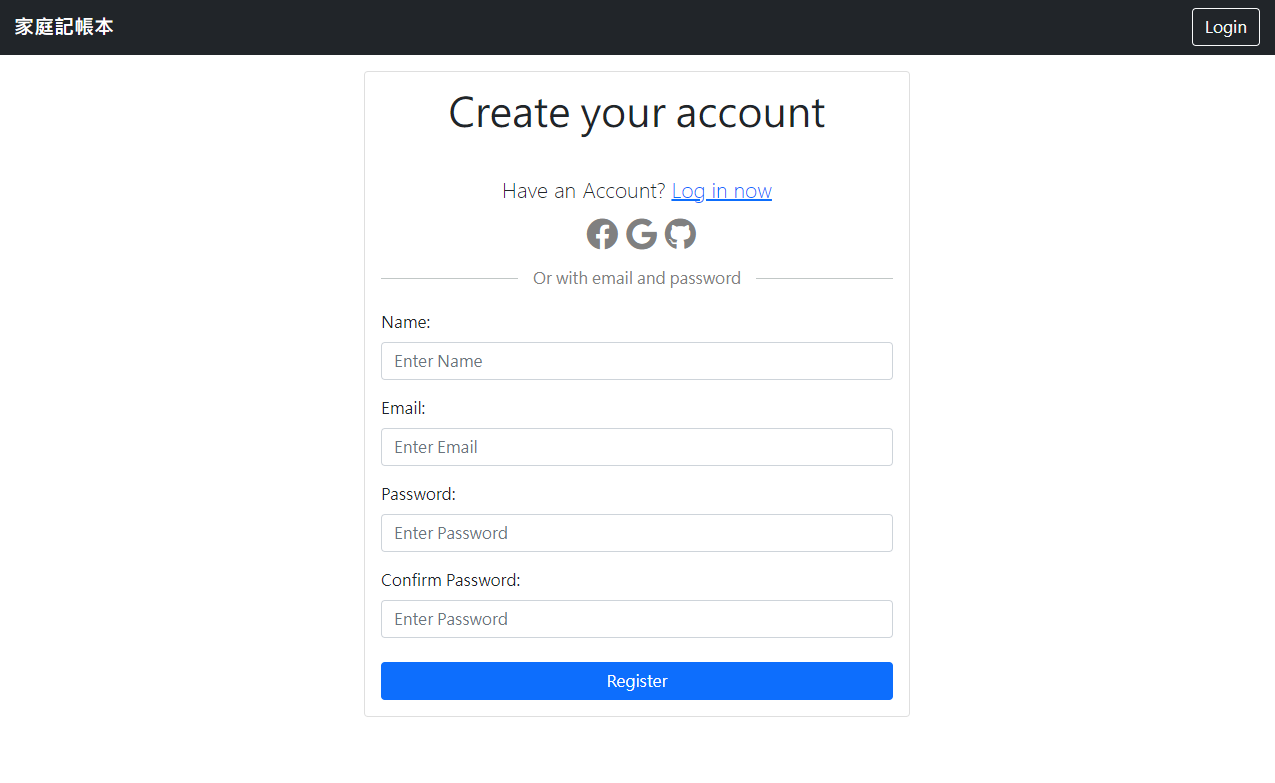 家庭記帳本
Login
Create your account
Have an Account? Log in now
Or with email and password
Name:
Enter Name
Email:
Enter Email
Password:
Enter Password
Confirm Password:
Enter Password
Register